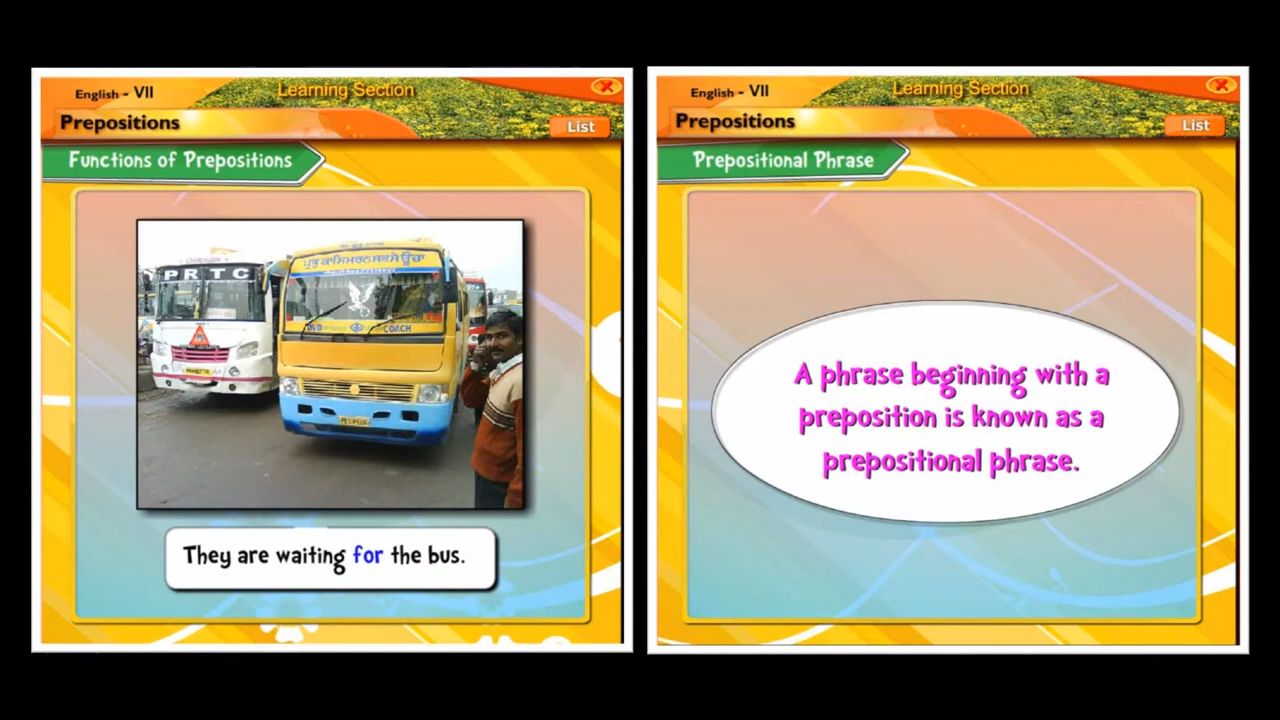 English - VII
Learning Section
Prepositions
List
Functions of Prepositions
PRTC
COACH
They are waiting for the bus.
English - VII
Learning Section
Prepositions
List
Prepositional Phrase
A phrase beginning with a
preposition is known as a
prepositional phrase.